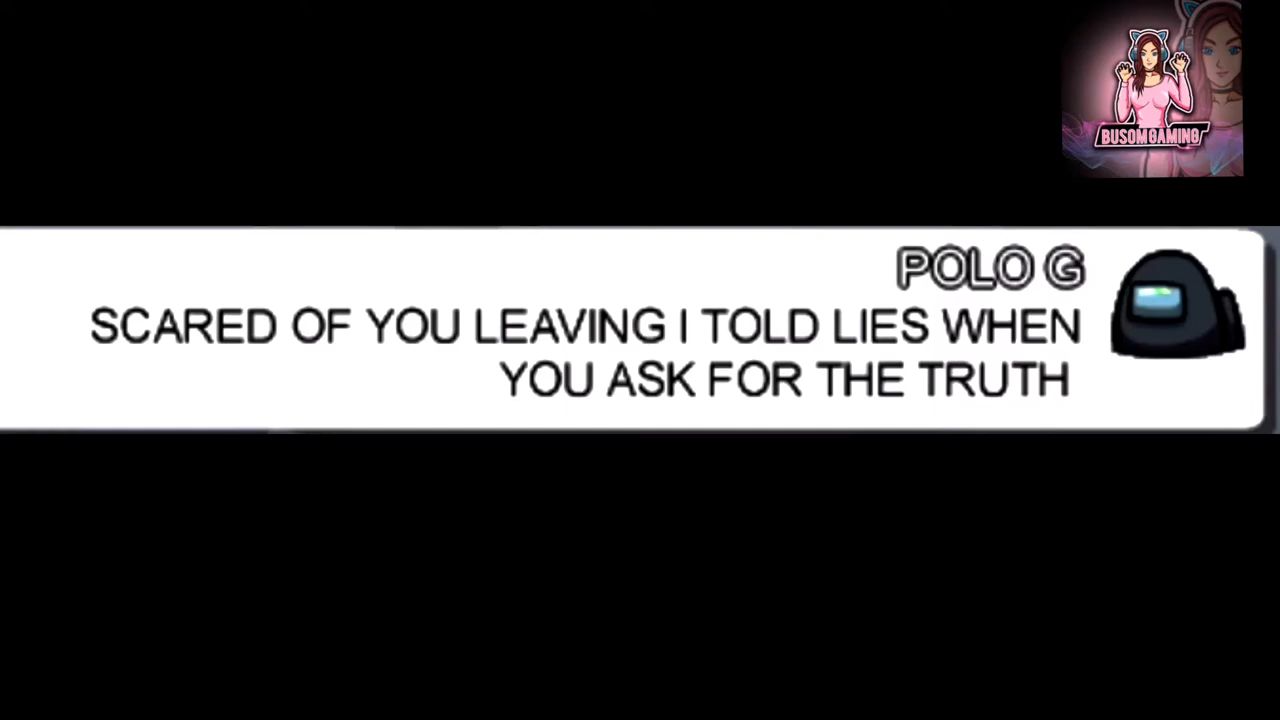 BUSOMGAMING
POLO G
SCARED OF YOU LEAVING I TOLD LIES WHEN
YOU ASK FOR THE TRUTH